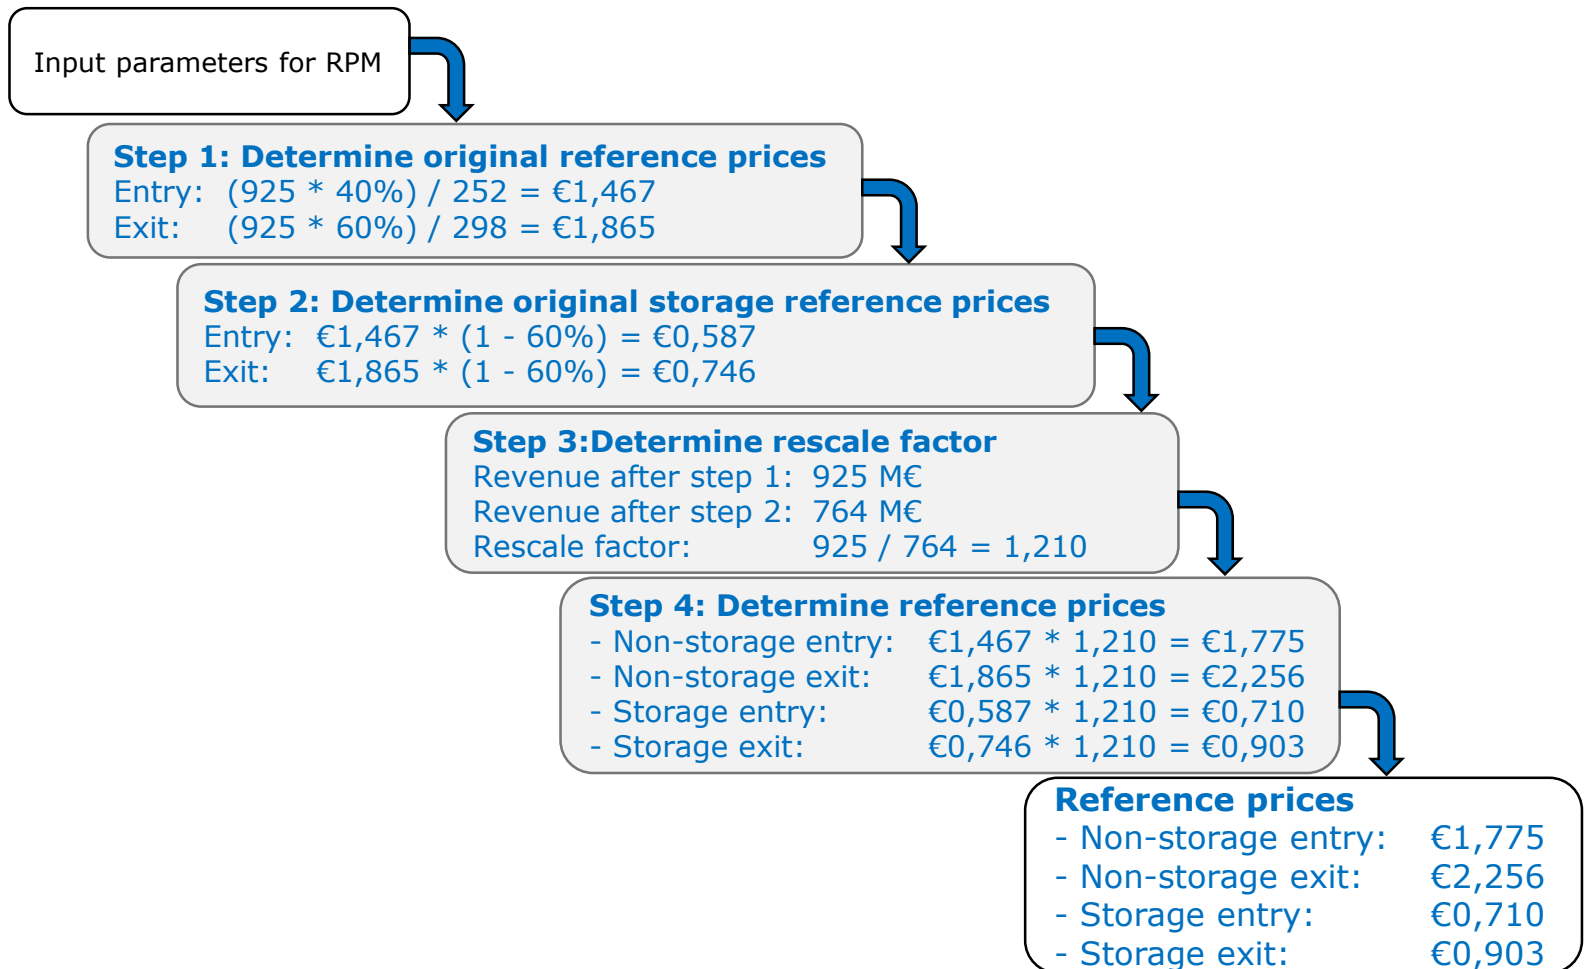 Input parameters for RPM
Step 1: Determine original reference prices
Entry: (925 * 40%) / 252 = €1,467
Exit: (925 * 60%) / 298 = €1,865
Step 2: Determine original storage reference prices
Entry: €1,467 * (1 - 60%) = €0,587
Exit: €1,865 * (1 - 60%) = €0,746
Step 3:Determine rescale factor
Revenue after step 1: 925 M€
Revenue after step 2: 764 M€
Rescale factor: 925 / 764 = 1,210
Step 4: Determine reference prices
- Non-storage entry: €1,467 * 1,210 = €1,775
- Non-storage exit: €1,865 * 1,210 = €2,256
- Storage entry: €0,587 * 1,210 = €0,710
- Storage exit: €0,746 * 1,210 = €0,903
Reference prices
- Non-storage entry: €1,775
- Non-storage exit: €2,256
- Storage entry: €0,710
- Storage exit: €0,903